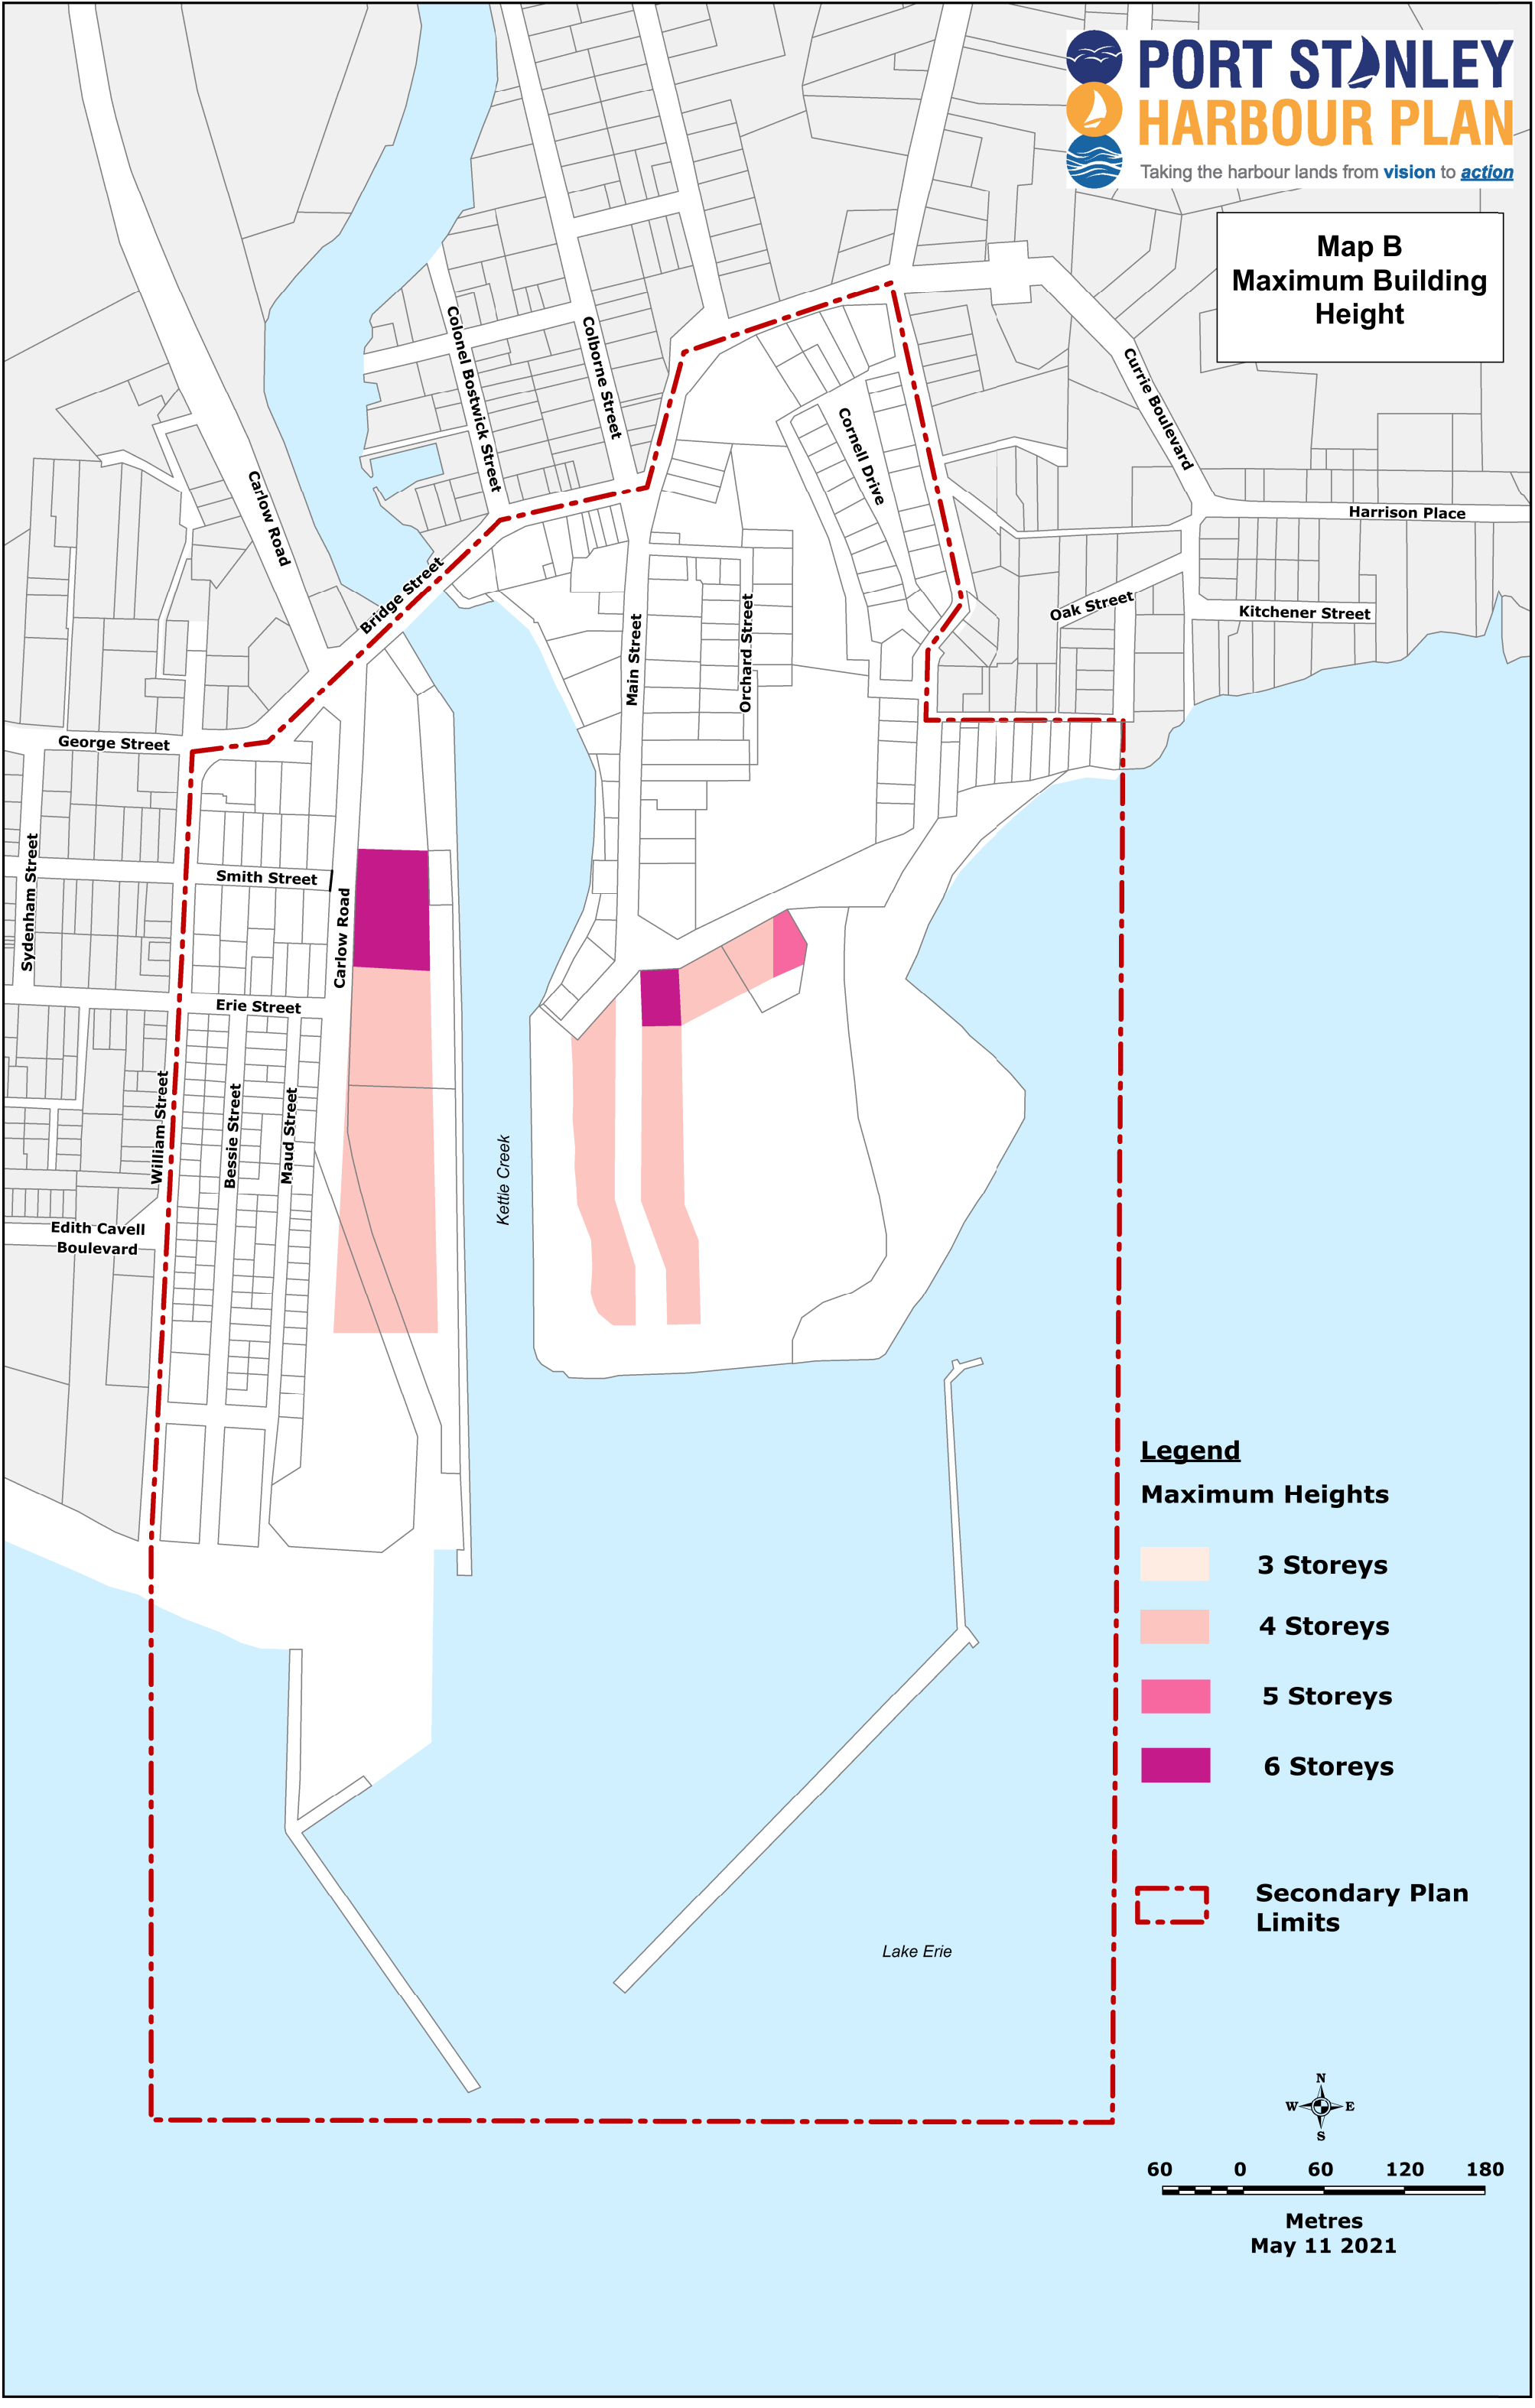 PORT STANLEY
HARBOUR PLAN
Taking the harbour lands from vision to action
Map B
Maximum Building
Height
Colonel Bostwick Street
Colborne Street
Currie Boulevard
Cornell Drive
Carlow Road
Harrison Place
Bridge Street
Oak Street
Kitchener Street
Main Street
Orchard Street
George Street
Sydenham Street
Smith Street
Carlow Road
Erie Street
William Street
Bessie Street
Maud Street
Kettle Creek
Edith Cavell
Boulevard
Legend
Maximum Heights
3 Storeys
4 Storeys
5 Storeys
6 Storeys
Secondary Plan
Limits
Lake Erie
N
W E
S
60 0 60 120 180
Metres
May 11 2021